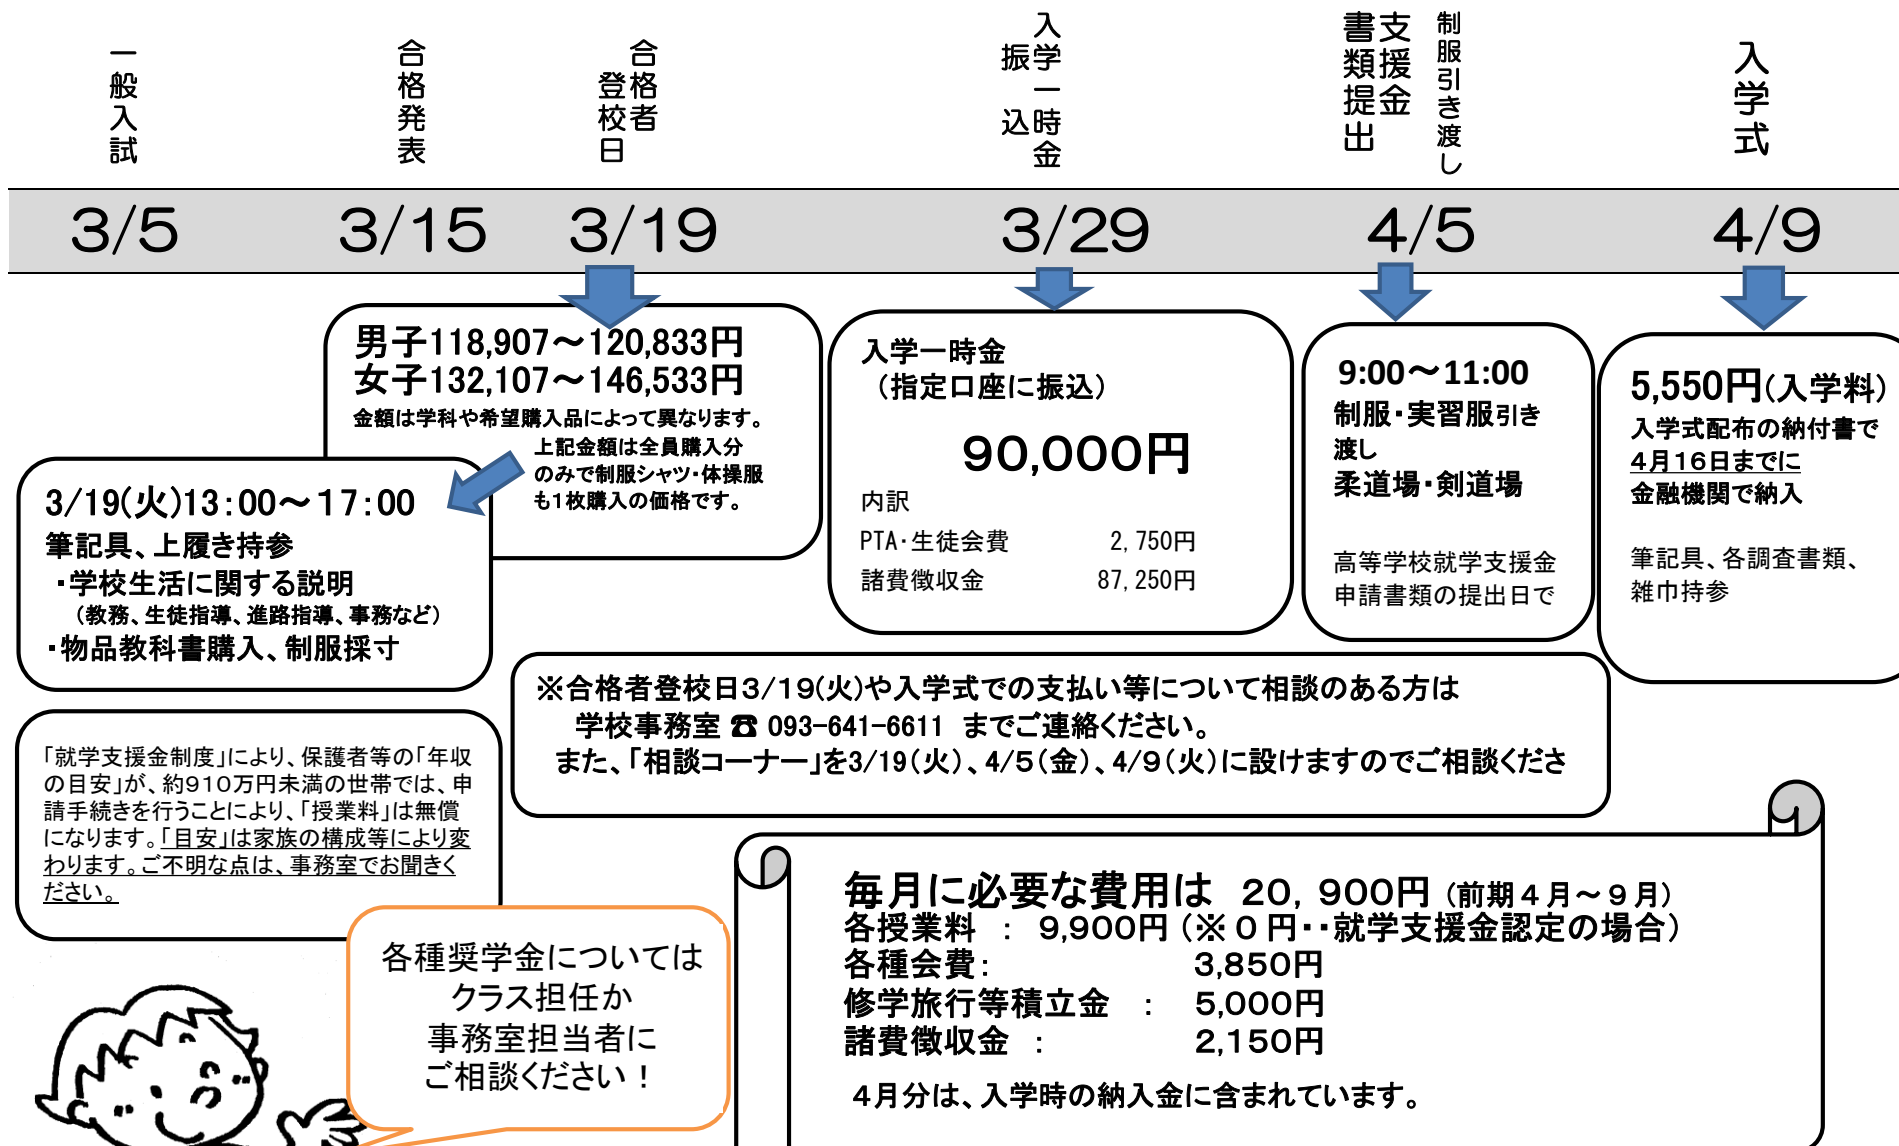 一般入試
合格発表
合格者
登校日
入学一時金
振込
支援金
書類提出
制服引き渡し
入学式
3/5
3/15
3/19
3/29
4/5
4/9
男子118,907～120,833円
女子132,107～146,533円
金額は学科や希望購入品によって異なります。
上記金額は全員購入分
のみで制服シャツ・体操服
も1枚購入の価格です。
3/19(火)13:00～17:00
筆記具、上履き持参
・学校生活に関する説明
（教務、生徒指導、進路指導、事務など）
・物品教科書購入、制服採寸
入学一時金
（指定口座に振込）
90,000円
内訳
PTA・生徒会費 2,750円
諸費徴収金 87,250円
9:00～11:00
制服・実習服引き
渡し
柔道場・剣道場
高等学校就学支援金
申請書類の提出日で
5,550円(入学料)
入学式配布の納付書で
4月16日までに
金融機関で納入
筆記具、各調査書類、
雑巾持参
※合格者登校日3/19(火)や入学式での支払い等について相談のある方は
学校事務室 ☎ 093-641-6611 までご連絡ください。
また、「相談コーナー」を3/19(火)、4/5(金)、4/9(火)に設けますのでご相談くださ
「就学支援金制度」により、保護者等の「年収
の目安」が、約910万円未満の世帯では、申
請手続きを行うことにより、「授業料」は無償
になります。「目安」は家族の構成等により変
わります。ご不明な点は、事務室でお聞きく
ださい。
各種奨学金については
クラス担任か
事務室担当者に
ご相談ください！
毎月に必要な費用は 20,900円 (前期4月～9月)
各授業料 : 9,900円 (※0円・・就学支援金認定の場合)
各種会費: 3,850円
修学旅行等積立金 : 5,000円
諸費徴収金 : 2,150円
4月分は、入学時の納入金に含まれています。